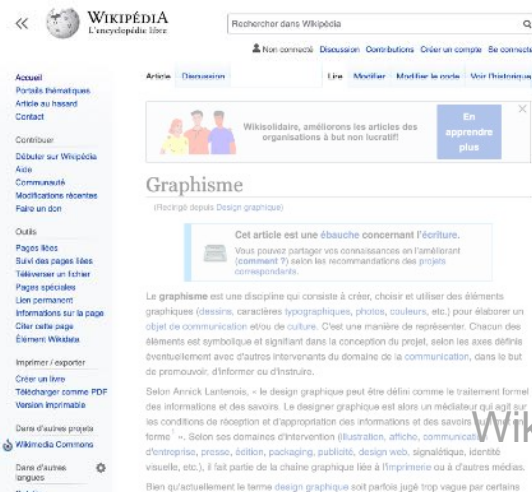 WIKIPÉDIA
L'encyclopédie libre
Rechercher dans Wikipédia
Non connecté Discussion Contributions Créer un compte Se connecte
Article Discussion Lire Modifier Modifier le code Voir l'historique
Accueil
Portails thématiques
Article au hasard
Contact
Contribuer
Débuter sur Wikipédia
Aide
Communauté
Modifications récentes
Faire un don
Outils
Pages liées
Suivi des pages liées
Téléverser un fichier
Pages spéciales
Lien permanent
Informations sur la page
Citer cette page
Élément Wikidata
Imprimer / exporter
Créer un livre
Télécharger comme PDF
Version imprimable
Dans d'autres projets
Wikimedia Commons
Dans d'autres
langues
Wikisolidaire, améliorons les articles des
organisations à but non lucratif!
En
apprendre
plus
Graphisme
(Redirigé depuis Design graphique)
Cet article est une ébauche concernant l'écriture.
Vous pouvez partager vos connaissances en l'améliorant
(comment ?) selon les recommandations des projets
correspondants.
Le graphisme est une discipline qui consiste à créer, choisir et utiliser des éléments
graphiques (dessins, caractères typographiques, photos, couleurs, etc.) pour élaborer un
objet de communication et/ou de culture. C'est une manière de représenter. Chacun des
éléments est symbolique et signifiant dans la conception du projet, selon les axes définis
éventuellement avec d'autres intervenants du domaine de la communication, dans le but
de promouvoir, d'informer ou d'instruire.
Selon Annick Lantenois, « le design graphique peut être défini comme le traitement formel
des informations et des savoirs. Le designer graphique est alors un médiateur qui agit sur
les conditions de réception et d'appropriation des informations et des savoirs
forme ». Selon ses domaines d'intervention (illustration, affiche,
Wik
d'entreprise, presse, édition, packaging, publicité, design web, signalétique, identité
visuelle, etc.), il fait partie de la chaîne graphique liée à l'imprimerie ou à d'autres médias.
Bien qu'actuellement le terme design graphique soit parfois jugé trop vague par certains